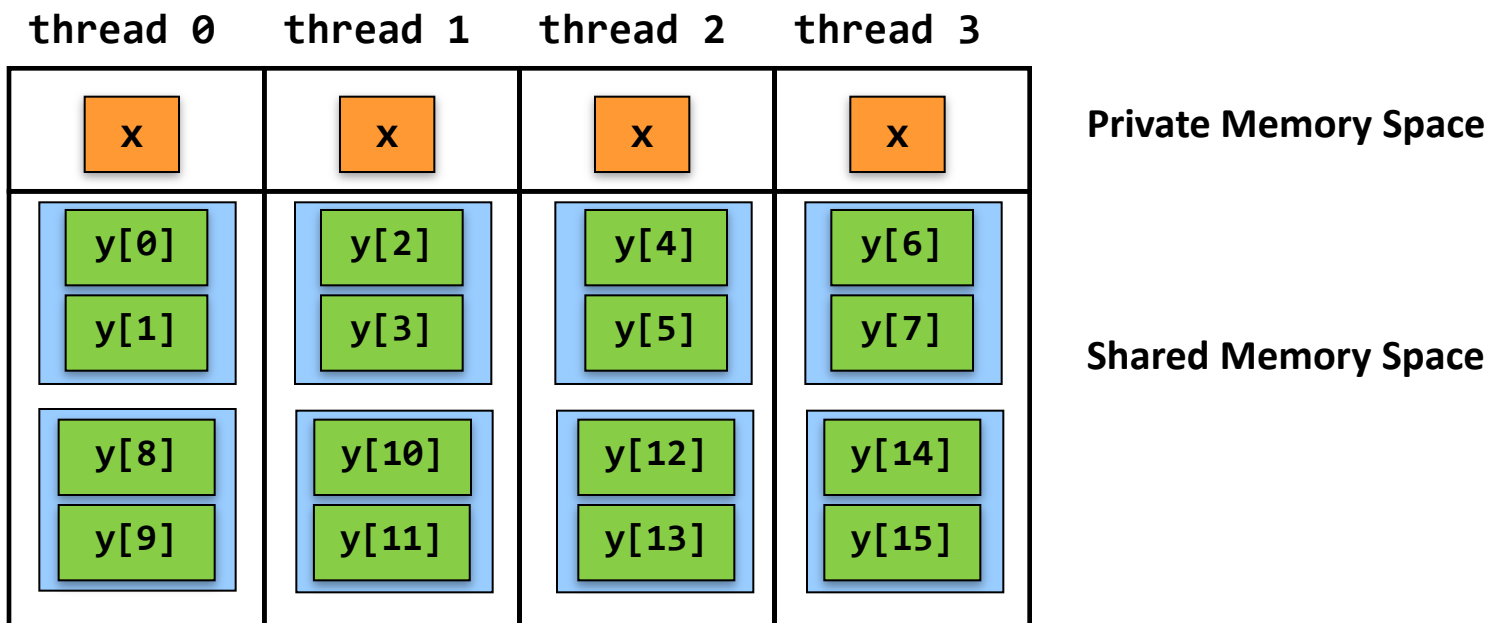 thread 0 thread 1 thread 2 thread 3
x x x x Private Memory Space
y[0] y[2] y[4] y[6]
y[1] y[3] y[5] y[7]
Shared Memory Space
y[8] y[10] y[12] y[14]
y[9] y[11] y[13] y[15]